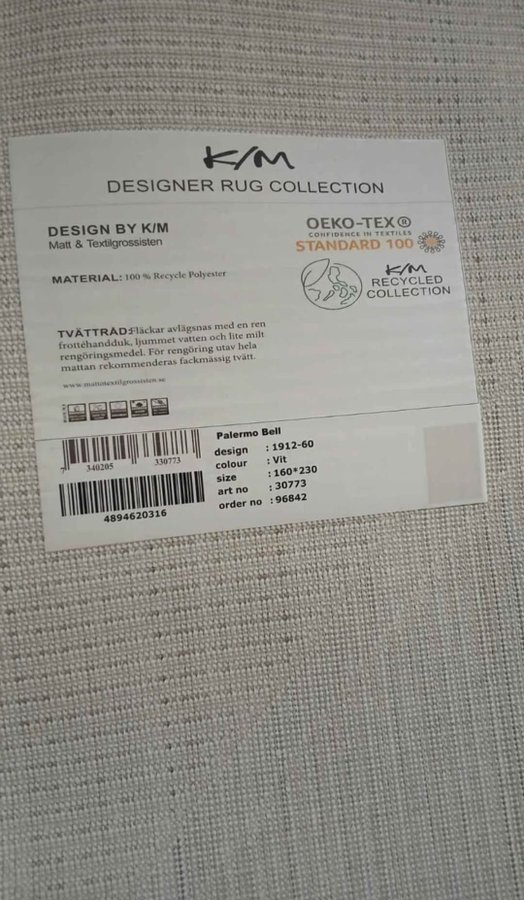 K/M
DESIGNER RUG COLLECTION
DESIGN BY K/M
Matt & Textilgrossisten
OEKO-TEX®
CONFIDENCE IN TEXTILES
STANDARD 100
MATERIAL: 100 % Recycle Polyester
K/M
RECYCLED
COLLECTION
TVÄTTRÅD: Fläckar avlägsnas med en ren
frottéhandduk, ljummet vatten och lite milt
rengöringsmedel. För rengöring utav hela
mattan rekommenderas fackmässig tvätt.
www.mattotextilgrossisten.se
7 340205 330773
4894620316
Palermo Bell
design : 1912-60
colour : Vit
size : 160*230
art no : 30773
order no : 96842